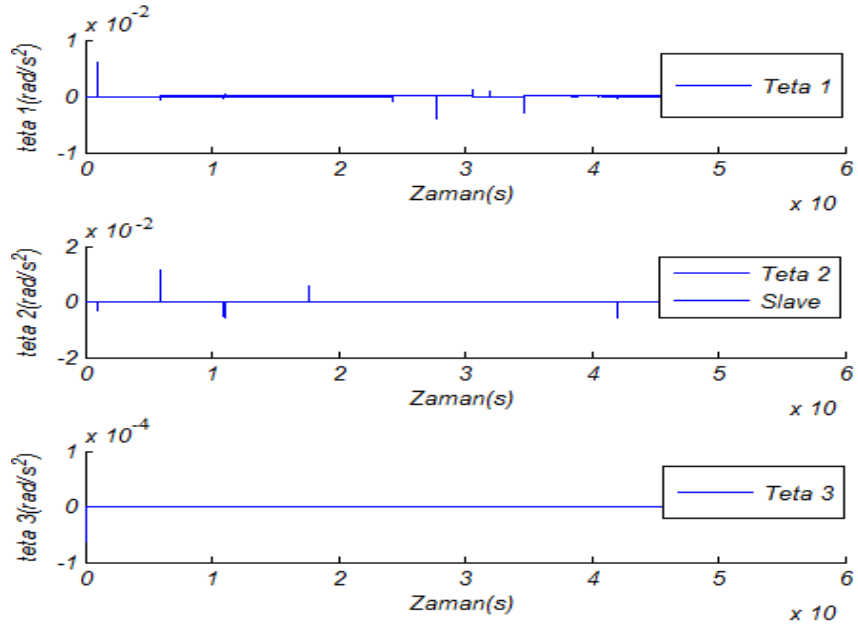 x 10⁻²
1
0
-1
teta 1(rad/s²)
Teta 1
0 1 2 3 4 5 6
Zaman(s)
x 10
x 10⁻²
2
0
-2
teta 2(rad/s²)
Teta 2
Slave
0 1 2 3 4 5 6
Zaman(s)
x 10
x 10⁻⁴
1
0
-1
teta 3(rad/s²)
Teta 3
0 1 2 3 4 5 6
Zaman(s)
x 10